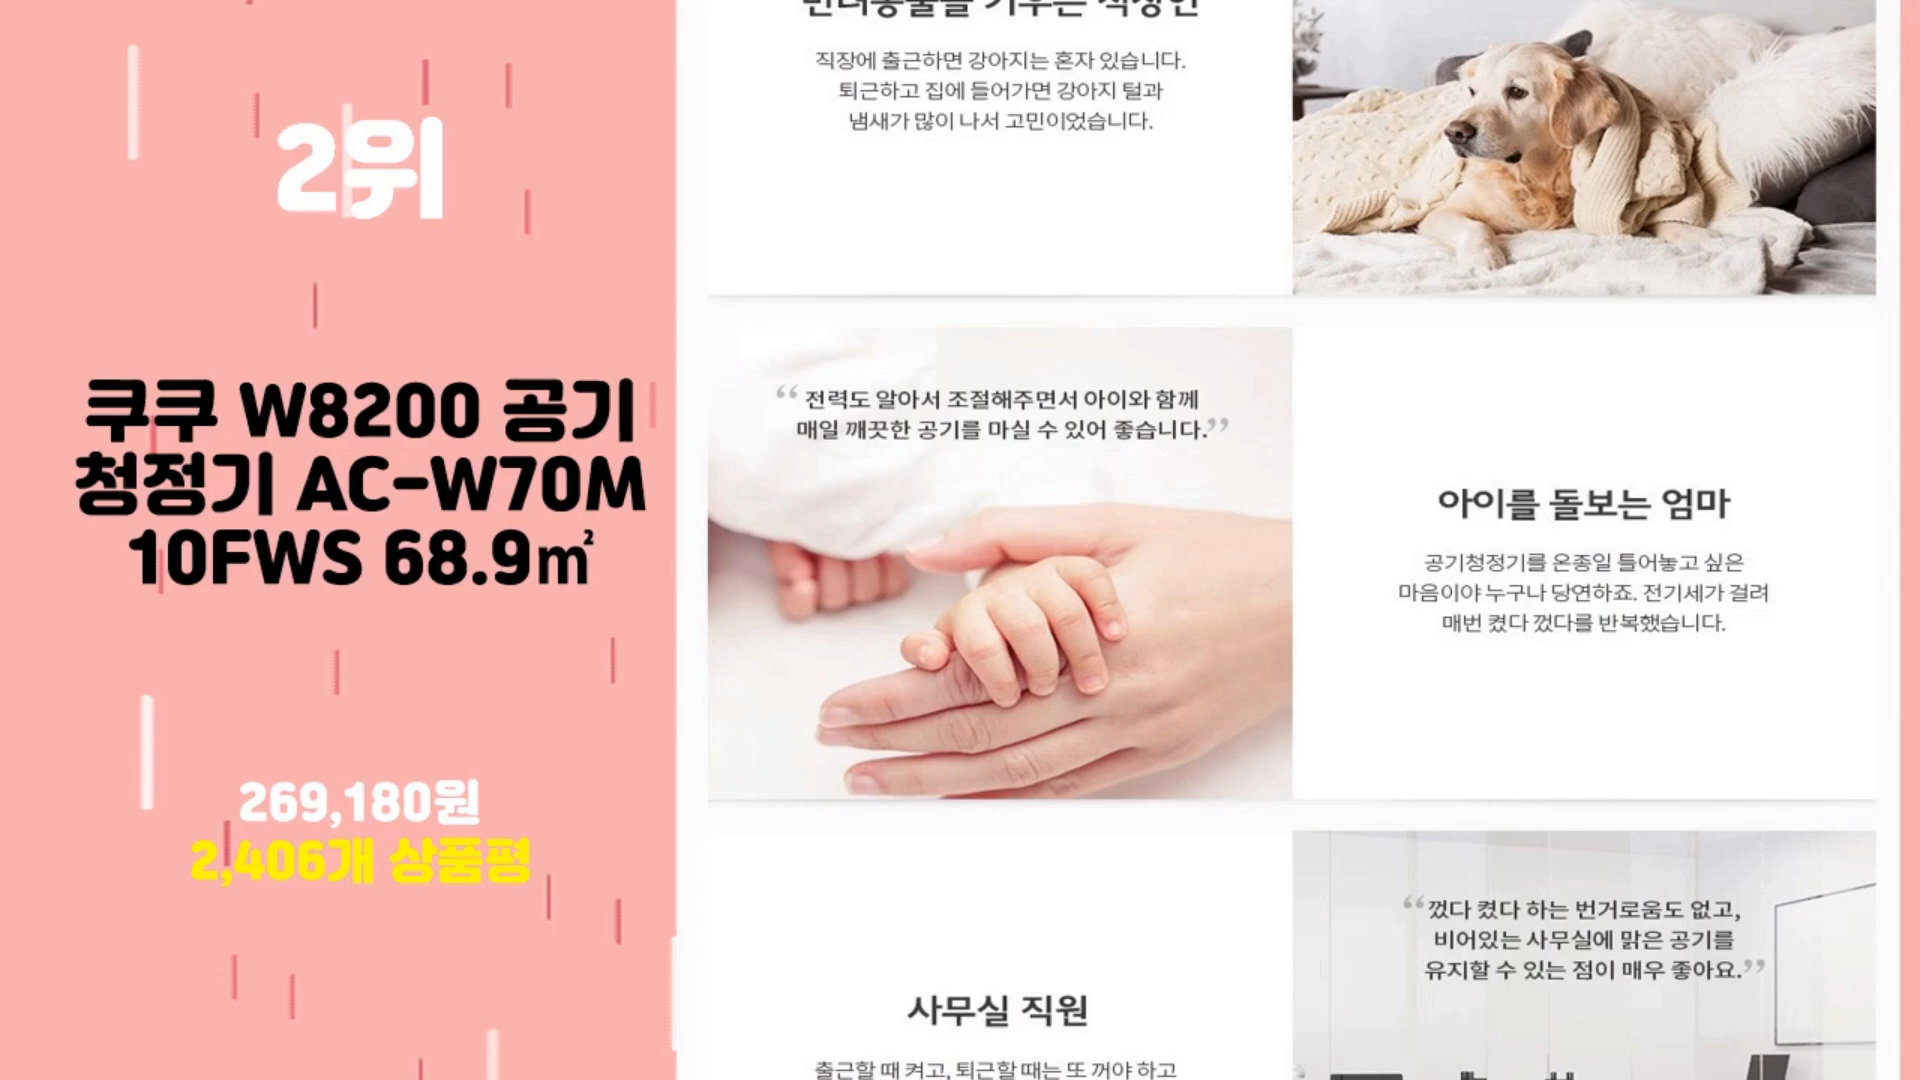 2위
쿠쿠 W8200 공기
청정기 AC-W70M
10FWS 68.9㎡
269,180원
2,406개 상품평
직장에 출근하면 강아지는 혼자 있습니다.
퇴근하고 집에 들어가면 강아지 털과
냄새가 많이 나서 고민이었습니다.
“ 전력도 알아서 조절해주면서 아이와 함께
매일 깨끗한 공기를 마실 수 있어 좋습니다.”
아이를 돌보는 엄마
공기청정기를 온종일 틀어놓고 싶은
마음이야 누구나 당연하죠. 전기세가 걸려
매번 켰다 껐다를 반복했습니다.
“ 껐다 켰다 하는 번거로움도 없고,
비어있는 사무실에 맑은 공기를
유지할 수 있는 점이 매우 좋아요.”
사무실 직원
출근할 때 켜고, 퇴근할 때는 또 꺼야 하고